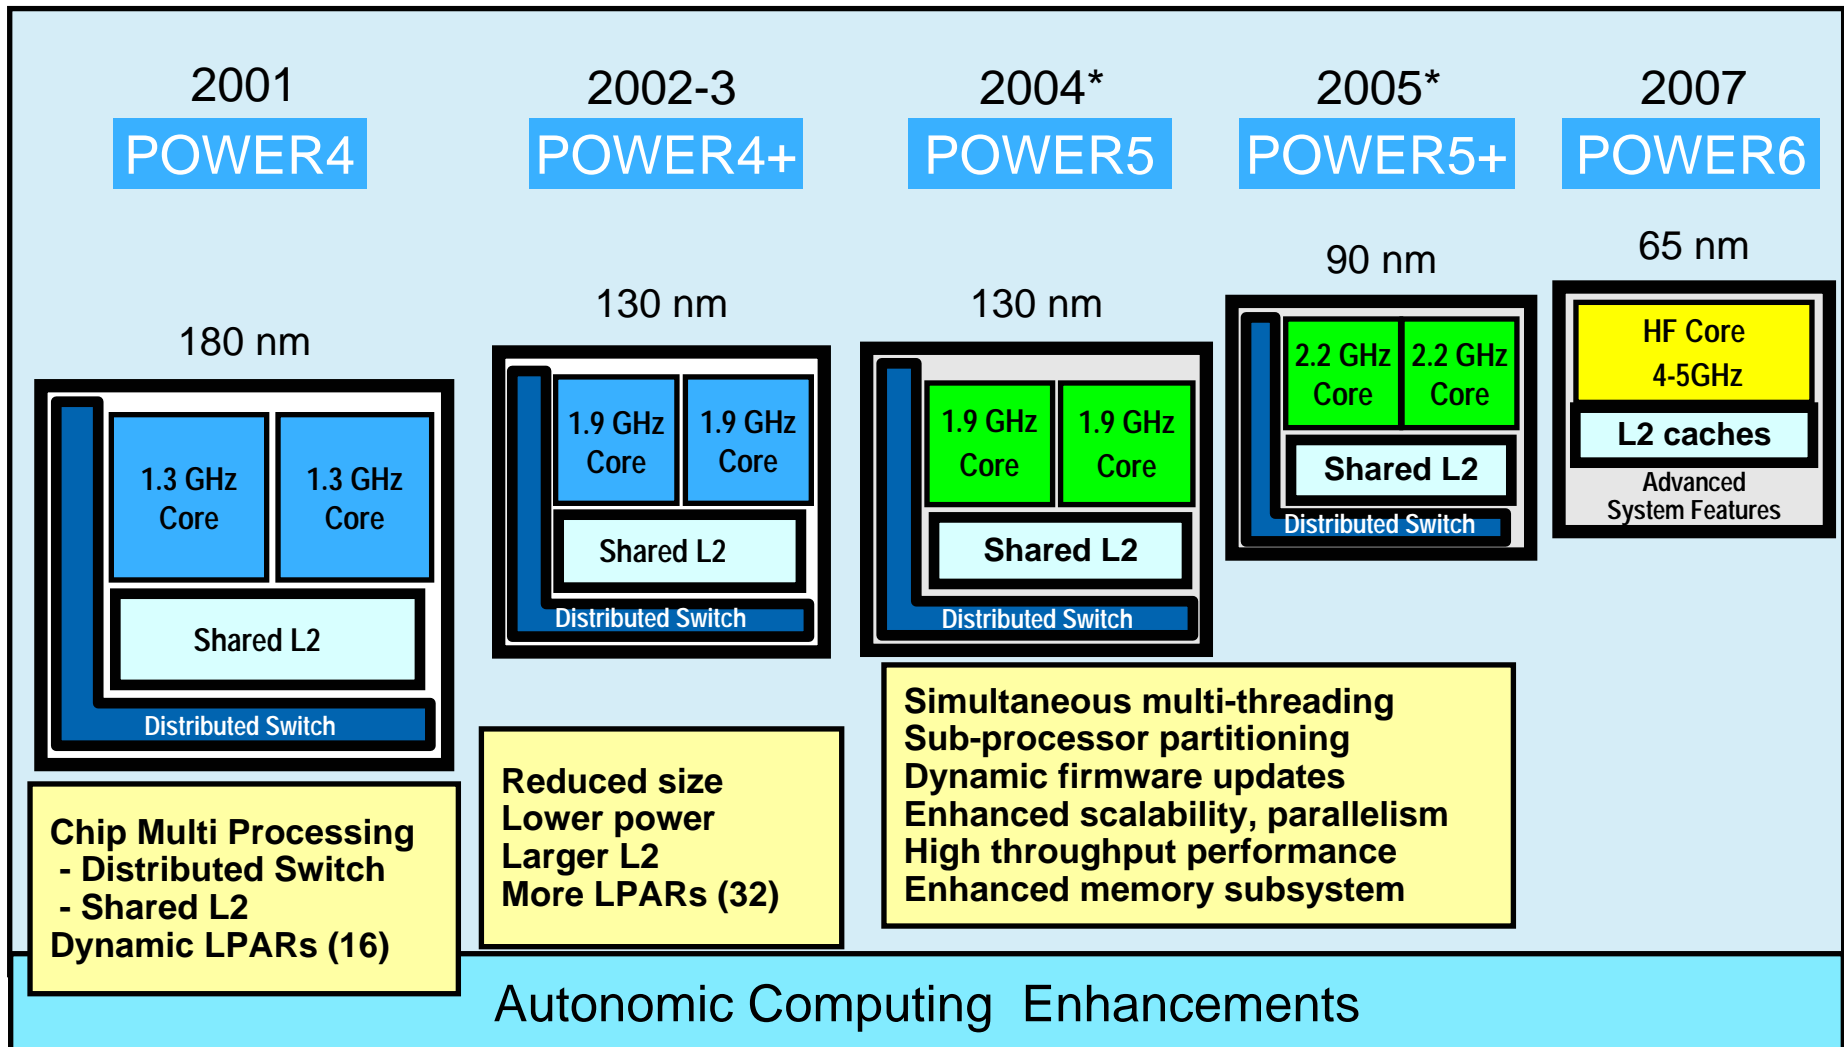 2001
POWER4
180 nm
1.3 GHz
Core
1.3 GHz
Core
Shared L2
Distributed Switch
Chip Multi Processing
- Distributed Switch
- Shared L2
Dynamic LPARs (16)
2002-3
POWER4+
130 nm
1.9 GHz
Core
1.9 GHz
Core
Shared L2
Distributed Switch
Reduced size
Lower power
Larger L2
More LPARs (32)
2004*
POWER5
130 nm
1.9 GHz
Core
1.9 GHz
Core
Shared L2
Distributed Switch
2005*
POWER5+
90 nm
2.2 GHz
Core
2.2 GHz
Core
Shared L2
Distributed Switch
Simultaneous multi-threading
Sub-processor partitioning
Dynamic firmware updates
Enhanced scalability, parallelism
High throughput performance
Enhanced memory subsystem
2007
POWER6
65 nm
HF Core
4-5GHz
L2 caches
Advanced
System Features
Autonomic Computing Enhancements